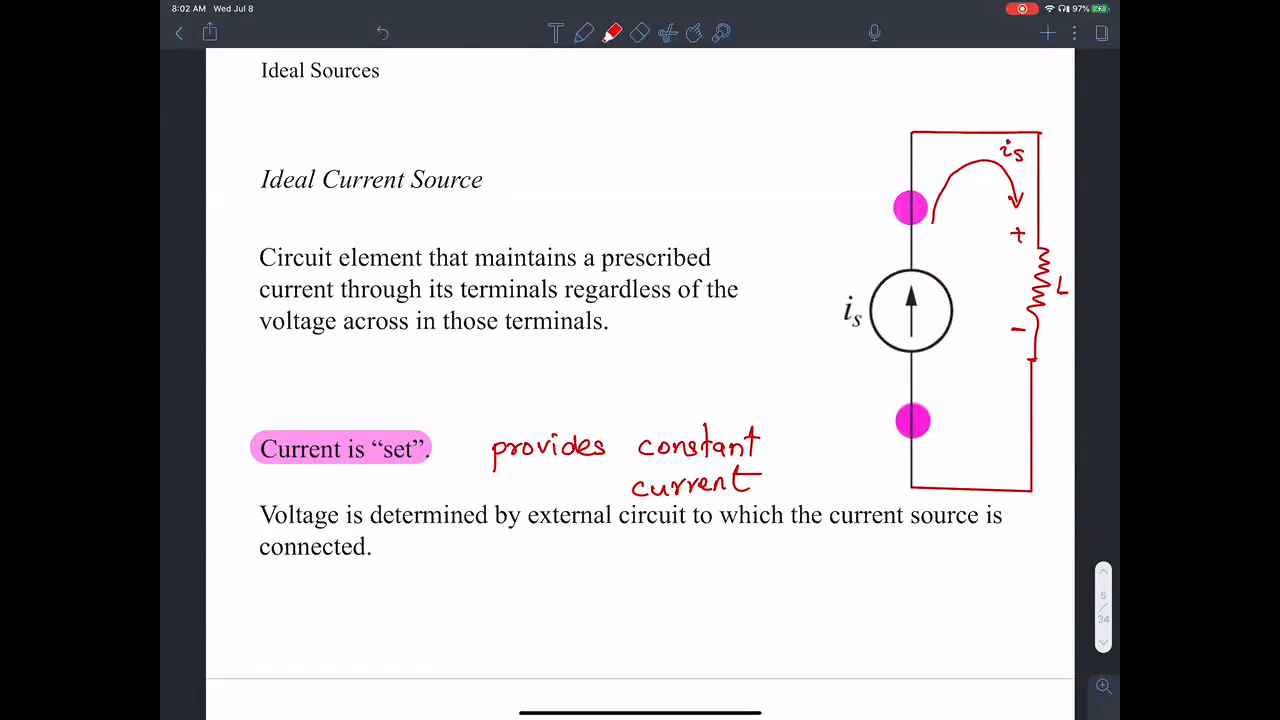 8:02 AM Wed Jul 8
97%
T
Ideal Sources
Ideal Current Source
Circuit element that maintains a prescribed
current through its terminals regardless of the
voltage across in those terminals.
is
+
L
-
is
Current is “set”.
provides constant
current
Voltage is determined by external circuit to which the current source is
connected.
5
/
34